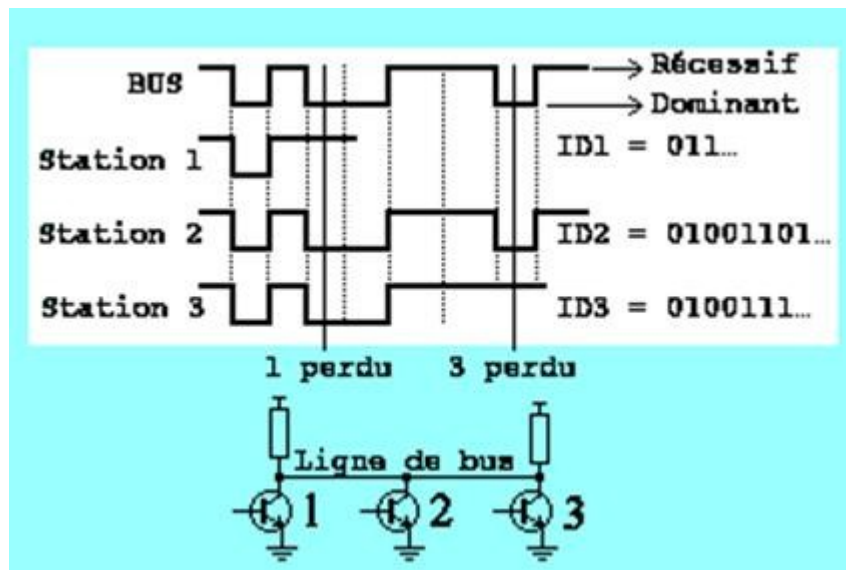 BUS
Récessif
Dominant
Station 1
ID1 = 011…
Station 2
ID2 = 01001101…
Station 3
ID3 = 0100111…
1 perdu
3 perdu
Ligne de bus
1
2
3